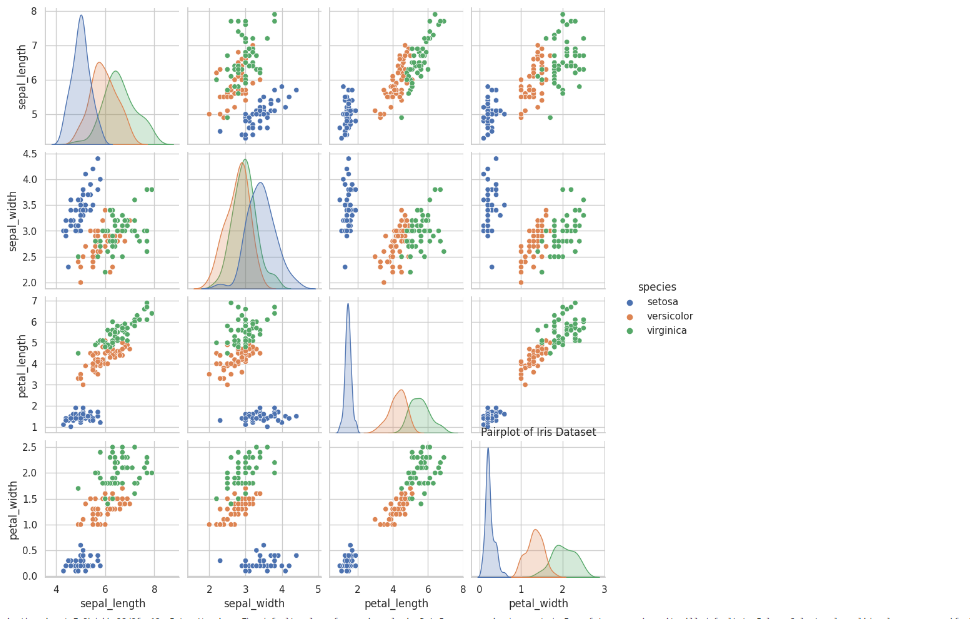 8
7
6
5
sepal_length
4.5
4.0
3.5
3.0
2.5
2.0
sepal_width
species
setosa
versicolor
virginica
7
6
5
4
3
2
1
petal_length
Pairplot of Iris Dataset
2.5
2.0
1.5
1.0
0.5
0.0
petal_width
4 6 8 2 3 4 5 2 4 6 8 0 1 2 3
sepal_length sepal_width petal_length petal_width